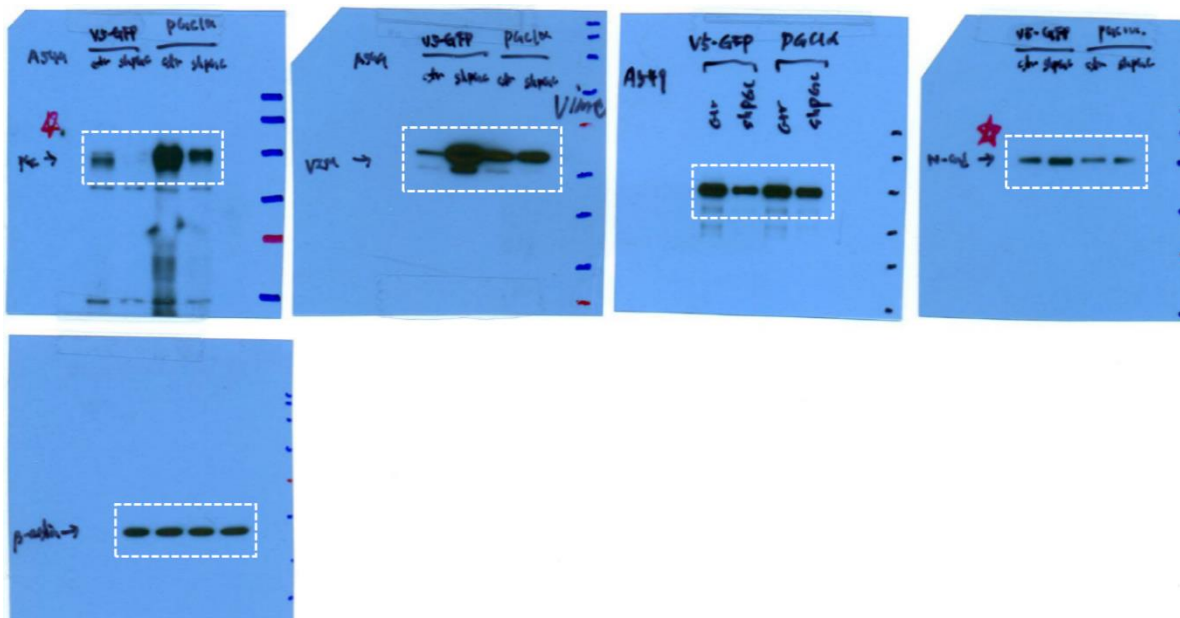 V5-GFP PGC1α
A549 ctr shPGC ctr shPGC
V5-GFP PGC1α
A549 ctr shPGC ctr shPGC
Vime
V5-GFP PGC1α
A549
ctr shPGC ctr shPGC
V5-GFP
ctr shPGC ctr shPGC
N-cad →
β-actin →